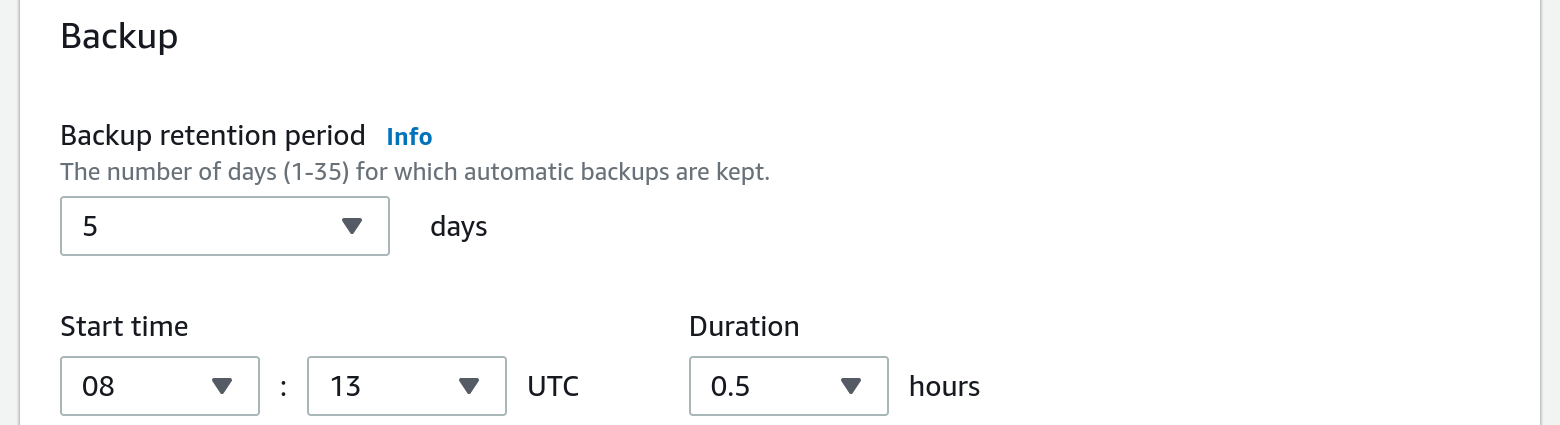 Backup
Backup retention period Info
The number of days (1-35) for which automatic backups are kept.
5 days
Start time Duration
08 : 13 UTC 0.5 hours